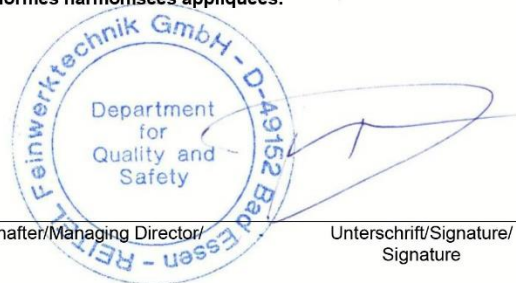 ormes harmonisées appliquées:
REITEL Feinwerktechnik GmbH - D-49152 Bad Essen -
Department
for
Quality and
Safety
hafter/Managing Director/
Unterschrift/Signature/
Signature